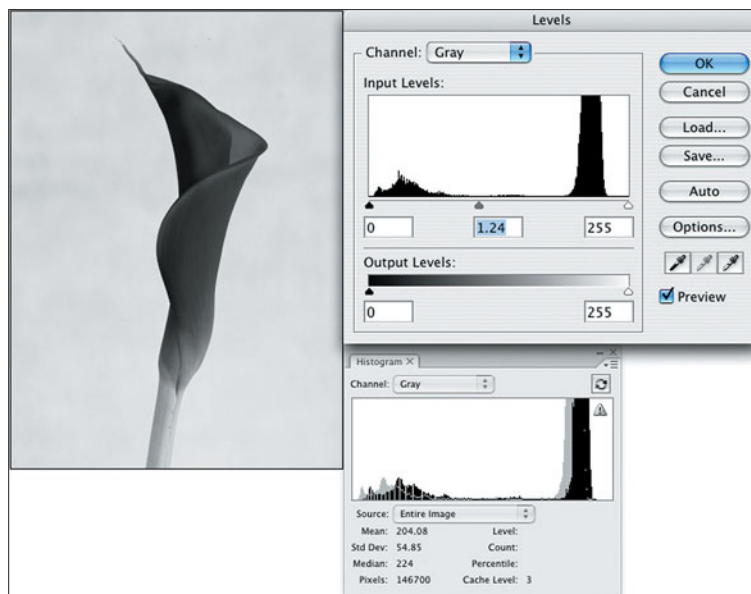 Levels
Channel: Gray
Input Levels:
0 1.24 255
Output Levels:
0 255
OK
Cancel
Load...
Save...
Auto
Options...
Preview
Histogram
Channel: Gray
Source: Entire Image
Mean: 204.08 Level:
Std Dev: 54.85 Count:
Median: 224 Percentile:
Pixels: 146700 Cache Level: 3